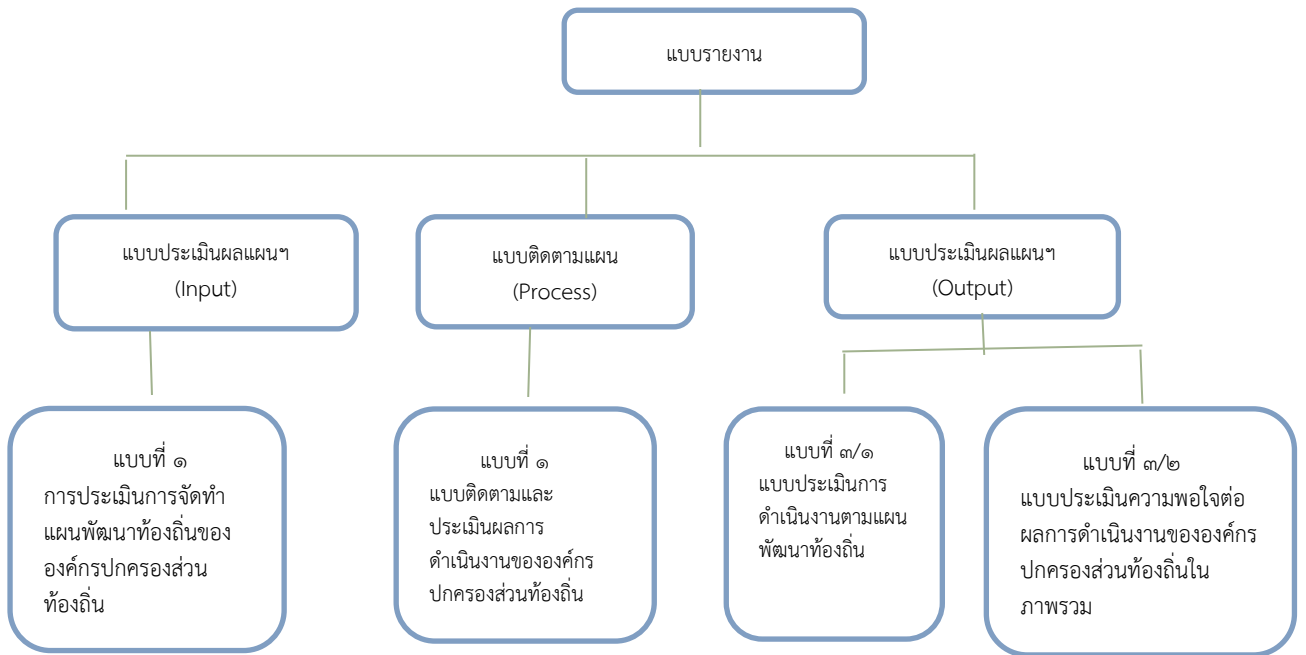 แบบรายงาน
แบบประเมินผลแผนฯ
(Input)
แบบติดตามแผน
(Process)
แบบประเมินผลแผนฯ
(Output)
แบบที่ ๑
การประเมินการจัดทำ
แผนพัฒนาท้องถิ่นของ
องค์กรปกครองส่วน
ท้องถิ่น
แบบที่ ๑
แบบติดตามและ
ประเมินผลการ
ดำเนินงานขององค์กร
ปกครองส่วนท้องถิ่น
แบบที่ ๓/๑
แบบประเมินการ
ดำเนินงานตามแผน
พัฒนาท้องถิ่น
แบบที่ ๓/๒
แบบประเมินความพอใจต่อ
ผลการดำเนินงานขององค์กร
ปกครองส่วนท้องถิ่นใน
ภาพรวม